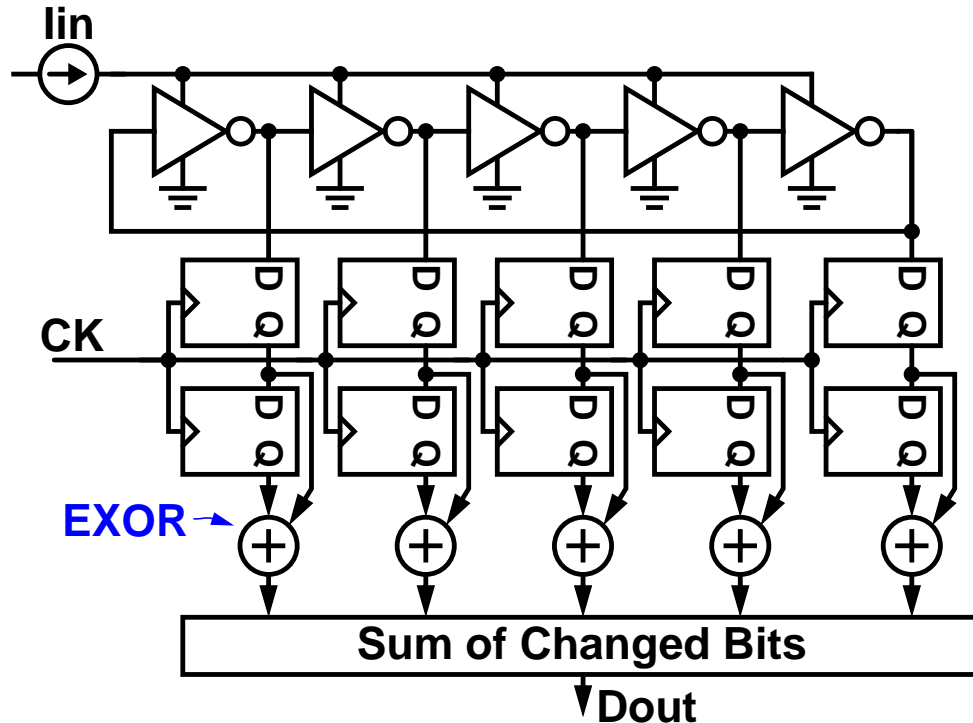 Iin
D D D D D
Q Q Q Q Q
CK
D D D D D
Q Q Q Q Q
EXOR
Sum of Changed Bits
Dout